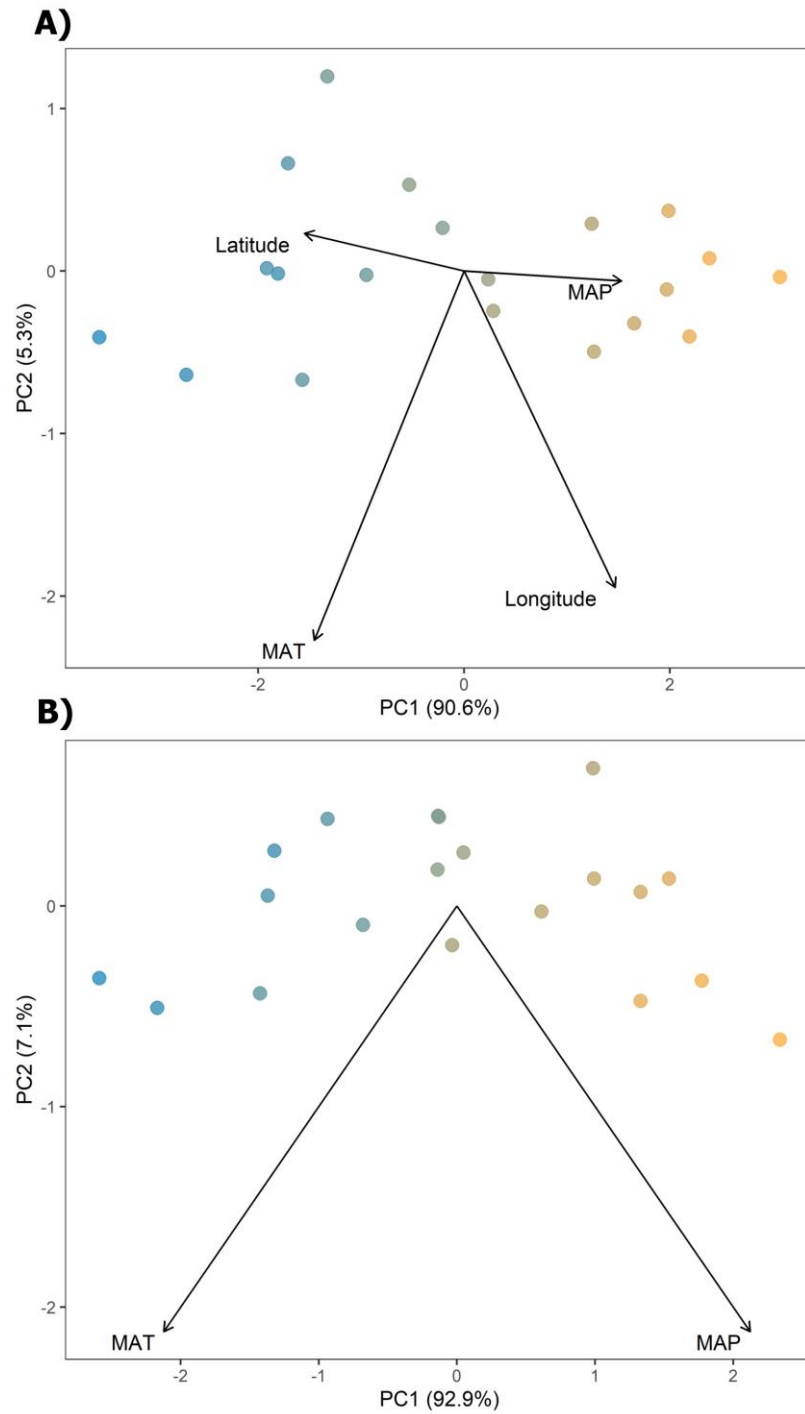 A)
1
0
-1
-2
PC2 (5.3%)
Latitude
MAP
Longitude
MAT
-2
0
2
PC1 (90.6%)
B)
0
-1
-2
PC2 (7.1%)
MAT
MAP
-2
-1
0
1
2
PC1 (92.9%)